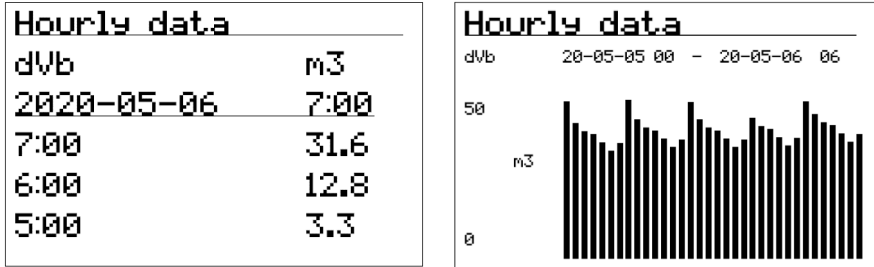 Hourly data
dVb m3
2020-05-06 7:00
7:00 31.6
6:00 12.8
5:00 3.3
Hourly data
dVb 20-05-05 00 - 20-05-06 06
50
m3
0